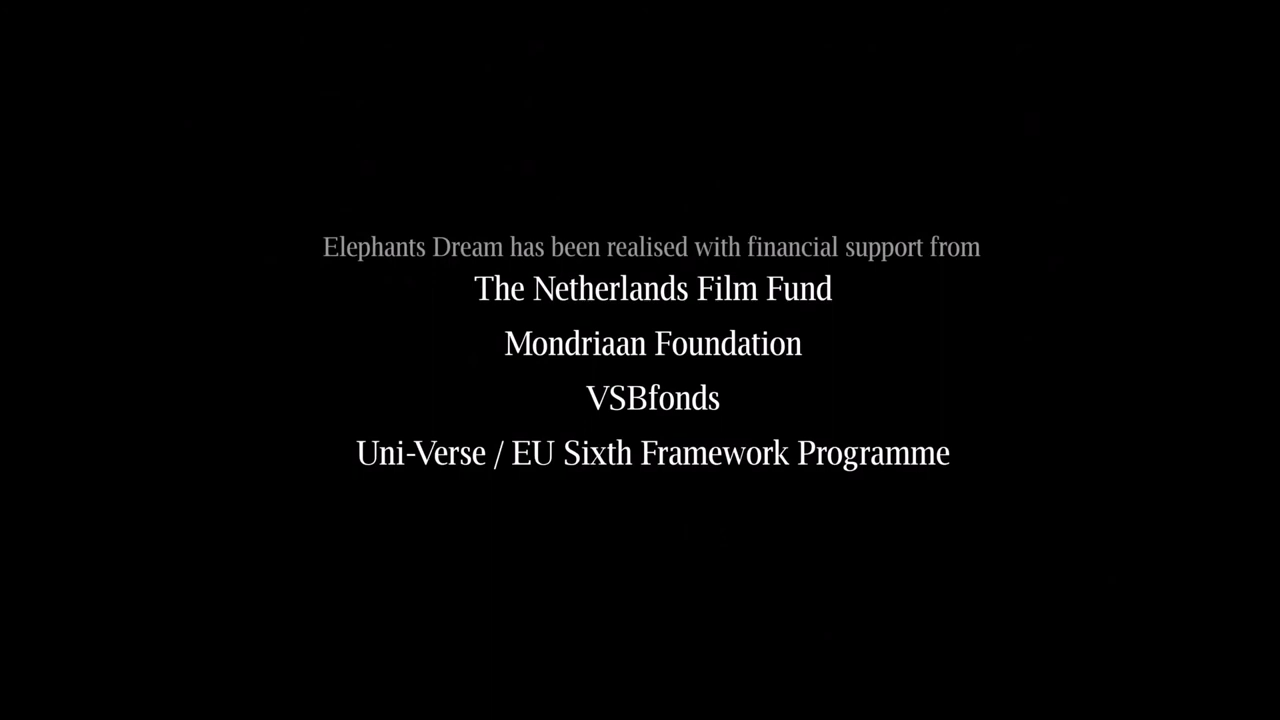 Elephants Dream has been realised with financial support from
The Netherlands Film Fund
Mondriaan Foundation
VSBfonds
Uni-Verse / EU Sixth Framework Programme